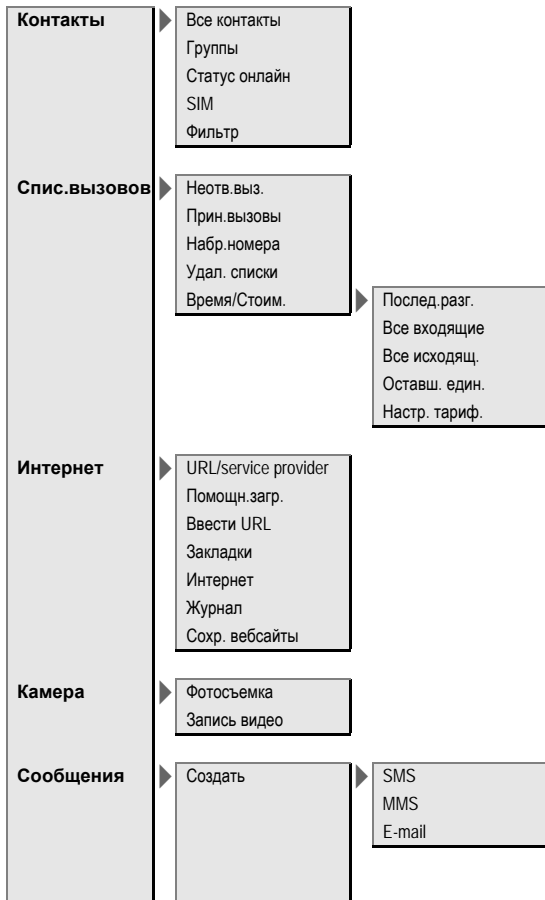 Контакты
Все контакты
Группы
Статус онлайн
SIM
Фильтр
Спис.вызовов
Неотв.выз.
Прин.вызовы
Набр.номера
Удал. списки
Время/Стоим.
Послед.разг.
Все входящие
Все исходящ.
Оставш. един.
Настр. тариф.
Интернет
URL/service provider
Помощн.загр.
Ввести URL
Закладки
Интернет
Журнал
Сохр. вебсайты
Камера
Фотосъемка
Запись видео
Сообщения
Создать
SMS
MMS
E-mail